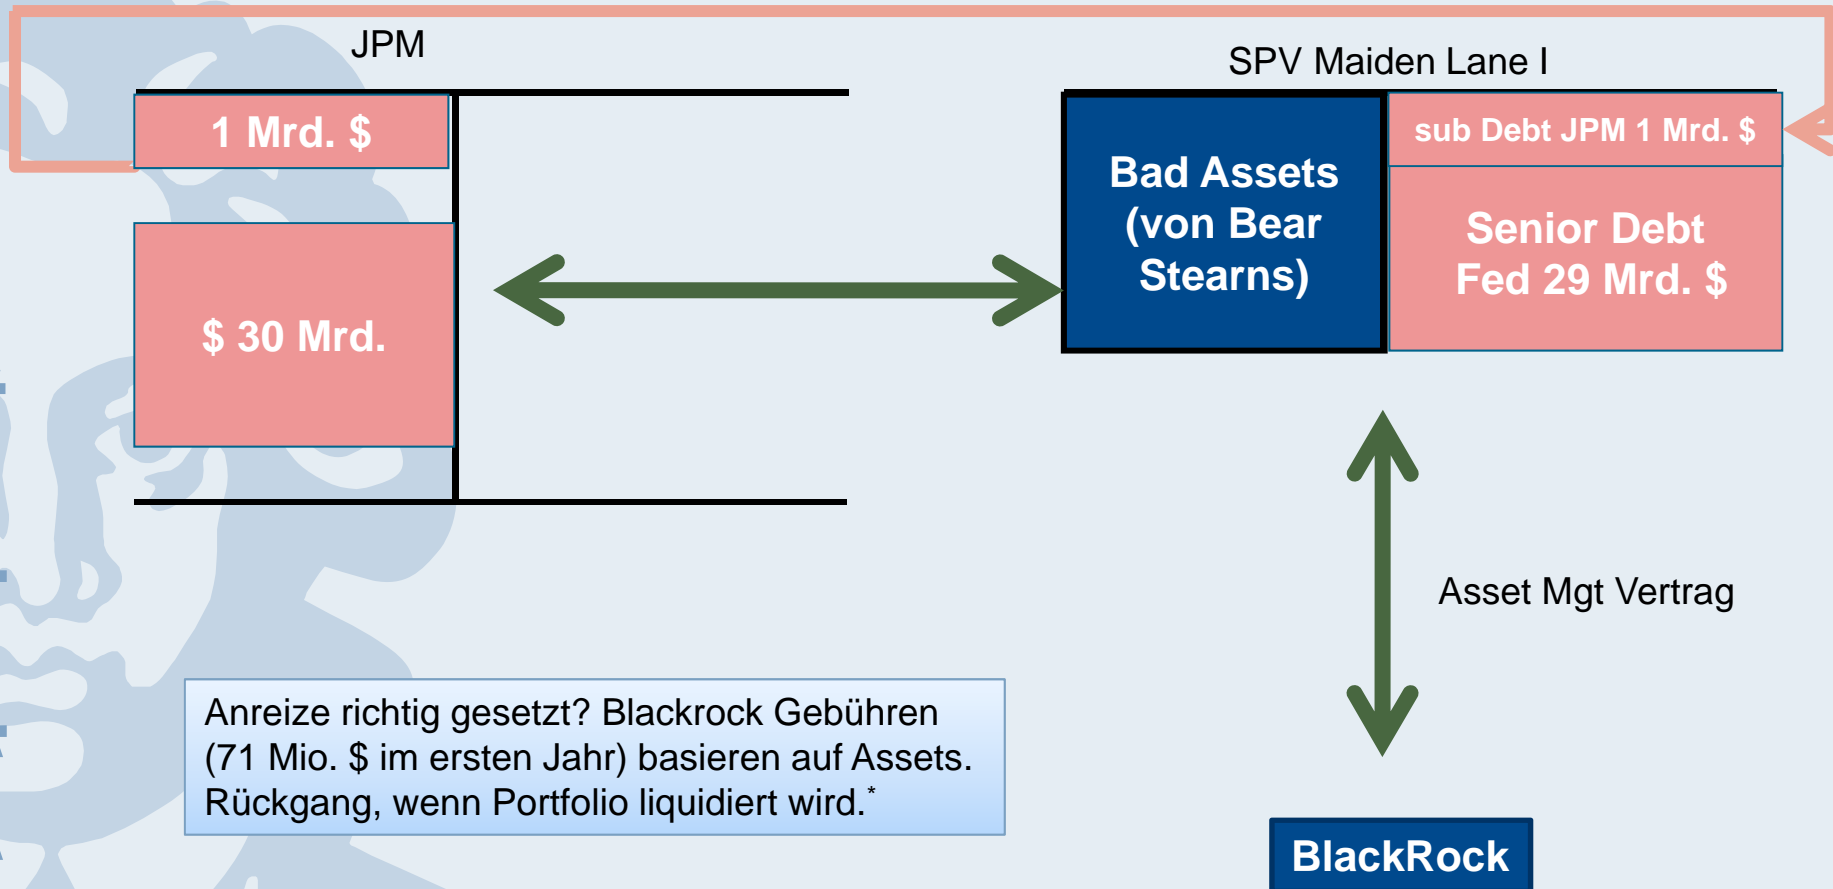 JPM
SPV Maiden Lane I
1 Mrd. $
$ 30 Mrd.
Bad Assets
(von Bear
Stearns)
sub Debt JPM 1 Mrd. $
Senior Debt
Fed 29 Mrd. $
Asset Mgt Vertrag
Anreize richtig gesetzt? Blackrock Gebühren
(71 Mio. $ im ersten Jahr) basieren auf Assets.
Rückgang, wenn Portfolio liquidiert wird.*
BlackRock